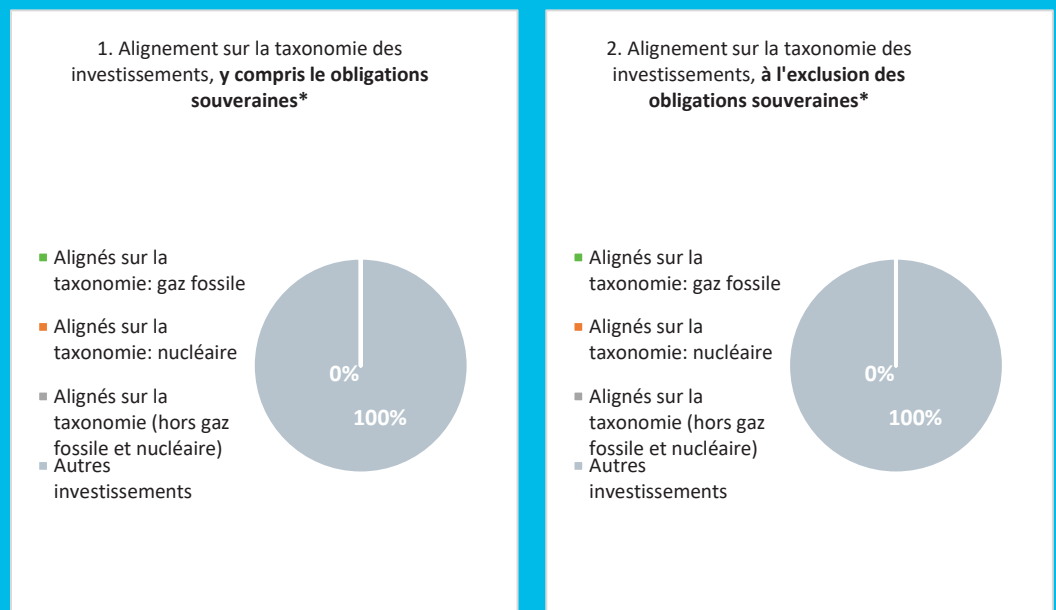 1. Alignement sur la taxonomie des
investissements, y compris le obligations
souveraines*
Alignés sur la
taxonomie: gaz fossile
Alignés sur la
taxonomie: nucléaire
Alignés sur la
taxonomie (hors gaz
fossile et nucléaire)
Autres
investissements
0%
100%
2. Alignement sur la taxonomie des
investissements, à l'exclusion des
obligations souveraines*
Alignés sur la
taxonomie: gaz fossile
Alignés sur la
taxonomie: nucléaire
Alignés sur la
taxonomie (hors gaz
fossile et nucléaire)
Autres
investissements
0%
100%